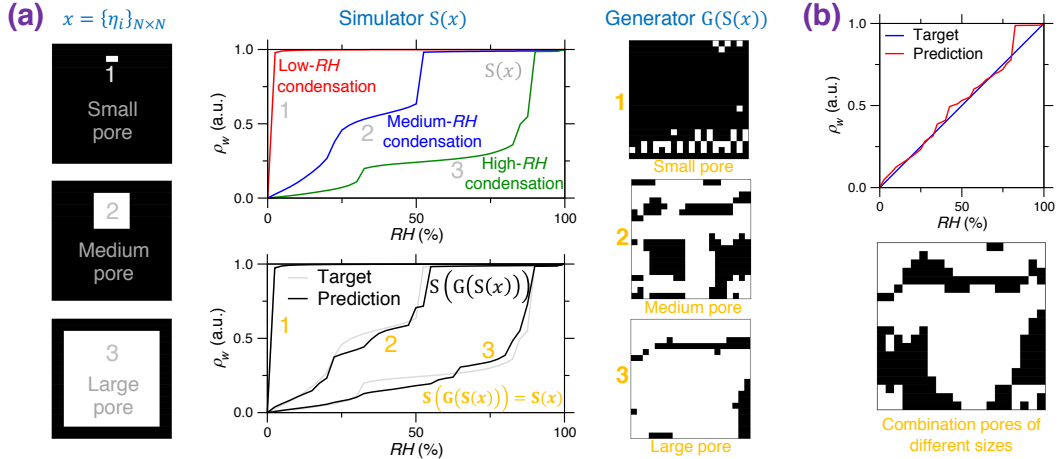 (a)
x = {η_i}_{N×N}
1
Small
pore
2
Medium
pore
3
Large
pore
Simulator S(x)
ρ_w (a.u.)
1.0
0.5
0.0
0
50
100
RH (%)
Low-RH
condensation
1
S(x)
2
Medium-RH
condensation
3
High-RH
condensation
ρ_w (a.u.)
1.0
0.5
0.0
0
50
100
RH (%)
Target
Prediction
S(G(S(x)))
1
2
3
S(G(S(x))) = S(x)
Generator G(S(x))
1
Small pore
2
Medium pore
3
Large pore
(b)
ρ_w (a.u.)
1.0
0.5
0.0
0
50
100
RH (%)
Target
Prediction
Combination pores of
different sizes